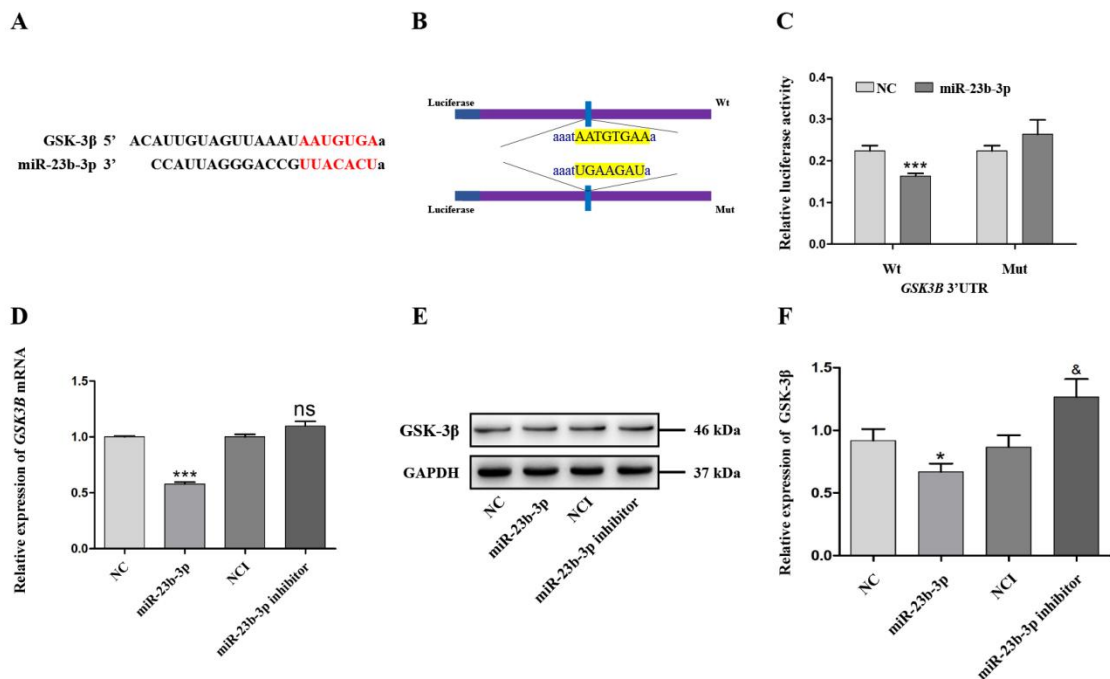 A
GSK-3β 5’ ACAUUGUAGUUAAAUAAUGUGAa
miR-23b-3p 3’ CCAUUAGGGACCGUUACACUa
B
Luciferase
Wt
aaatAATGTGAAa
aaatUGAAGAUa
Luciferase
Mut
C
Relative luciferase activity
0.4
0.3
0.2
0.1
0.0
NC
miR-23b-3p
***
Wt
Mut
GSK3B 3’UTR
D
Relative expression of GSK3B mRNA
1.5
1.0
0.5
0.0
***
ns
NC
miR-23b-3p
NCI
miR-23b-3p inhibitor
E
GSK-3β
46 kDa
GAPDH
37 kDa
NC
miR-23b-3p
NCI
miR-23b-3p inhibitor
F
Relative expression of GSK-3β
1.5
1.0
0.5
0.0
*
&
NC
miR-23b-3p
NCI
miR-23b-3p inhibitor